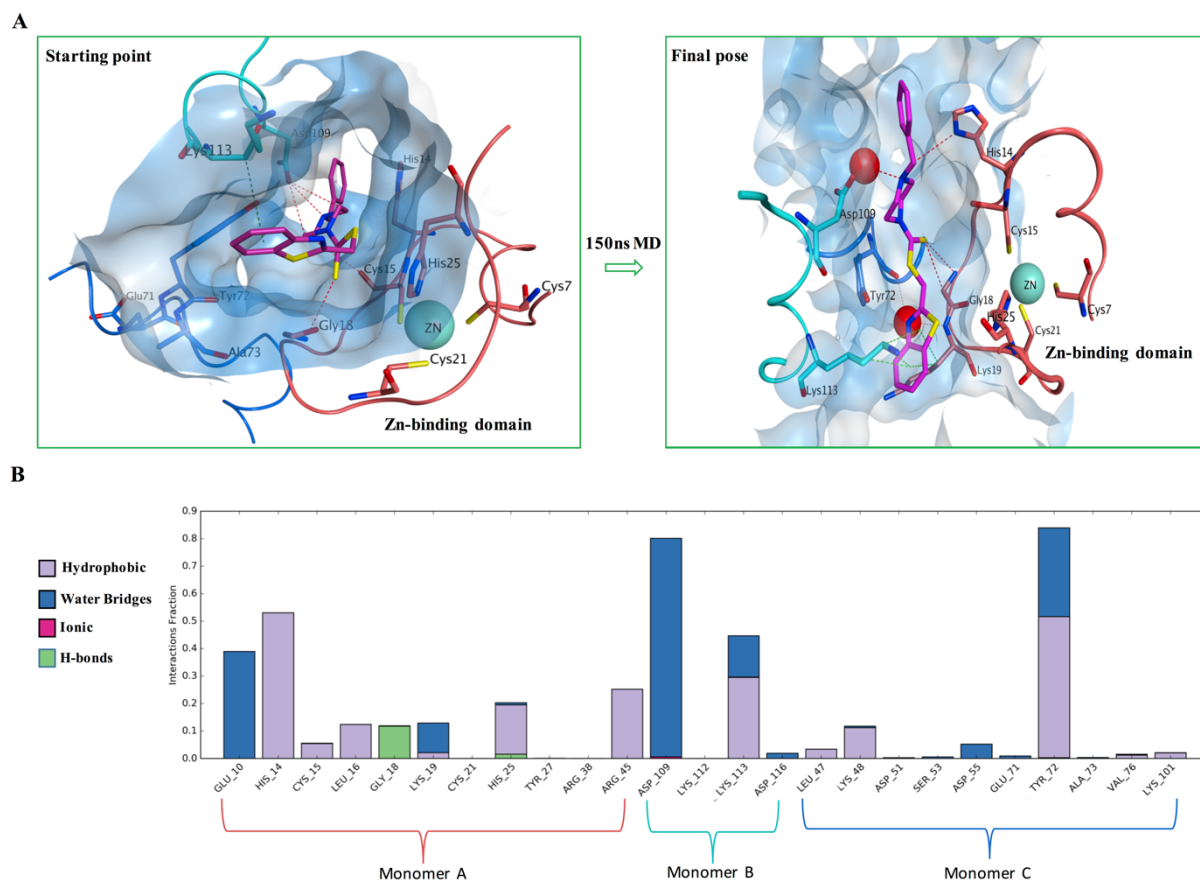 A
Starting point
Asp109
Lys113
His14
Cys15
His25
Cys7
Glu71
Tyr72
Gly18
ZN
Ala73
Cys21
Zn-binding domain
150ns MD
Final pose
His14
Asp109
Cys15
Tyr72
ZN
Gly18
His25
Cys7
Cys21
Zn-binding domain
Lys19
Lys113
B
Hydrophobic
Water Bridges
Ionic
H-bonds
Interactions Fraction
0.9
0.8
0.7
0.6
0.5
0.4
0.3
0.2
0.1
0.0
GLU_10
HIS_14
CYS_15
LEU_16
GLY_18
LYS_19
CYS_21
HIS_25
TYR_27
ARG_38
ARG_45
ASP_109
LYS_112
LYS_113
ASP_116
LEU_47
LYS_48
ASP_51
SER_53
ASP_55
GLU_71
TYR_72
ALA_73
VAL_76
LYS_101
Monomer A
Monomer B
Monomer C